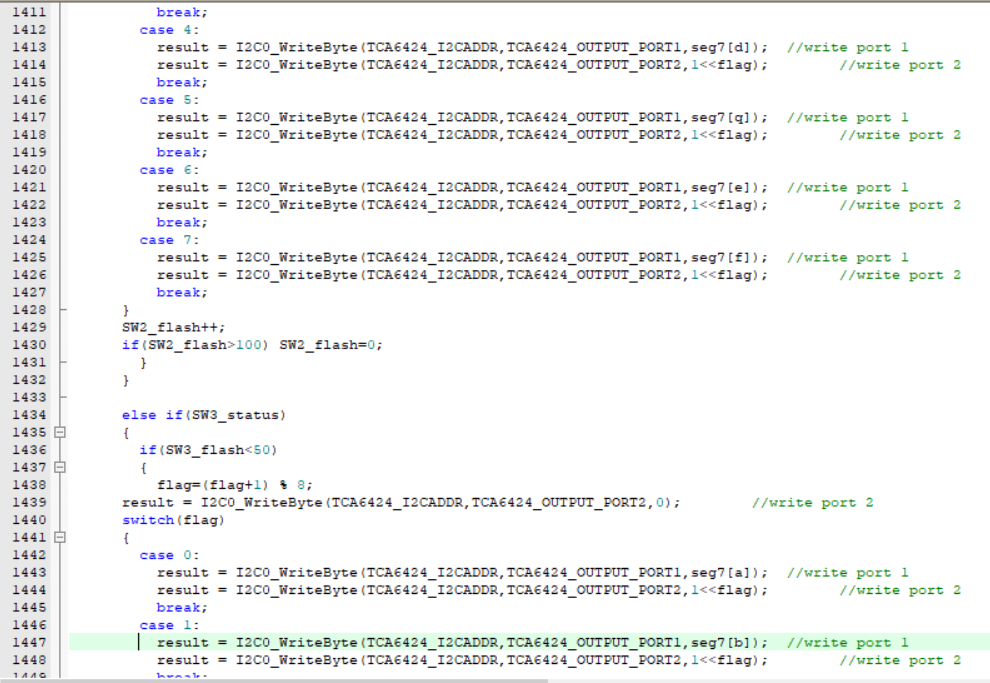 1411 break;
1412 case 4:
1413 result = I2C0_WriteByte(TCA6424_I2CADDR,TCA6424_OUTPUT_PORT1,seg7[d]); //write port 1
1414 result = I2C0_WriteByte(TCA6424_I2CADDR,TCA6424_OUTPUT_PORT2,1<<flag); //write port 2
1415 break;
1416 case 5:
1417 result = I2C0_WriteByte(TCA6424_I2CADDR,TCA6424_OUTPUT_PORT1,seg7[q]); //write port 1
1418 result = I2C0_WriteByte(TCA6424_I2CADDR,TCA6424_OUTPUT_PORT2,1<<flag); //write port 2
1419 break;
1420 case 6:
1421 result = I2C0_WriteByte(TCA6424_I2CADDR,TCA6424_OUTPUT_PORT1,seg7[e]); //write port 1
1422 result = I2C0_WriteByte(TCA6424_I2CADDR,TCA6424_OUTPUT_PORT2,1<<flag); //write port 2
1423 break;
1424 case 7:
1425 result = I2C0_WriteByte(TCA6424_I2CADDR,TCA6424_OUTPUT_PORT1,seg7[f]); //write port 1
1426 result = I2C0_WriteByte(TCA6424_I2CADDR,TCA6424_OUTPUT_PORT2,1<<flag); //write port 2
1427 break;
1428 }
1429 SW2_flash++;
1430 if(SW2_flash>100) SW2_flash=0;
1431 }
1432 }
1433
1434 else if(SW3_status)
1435 {
1436 if(SW3_flash<50)
1437 {
1438 flag=(flag+1) % 8;
1439 result = I2C0_WriteByte(TCA6424_I2CADDR,TCA6424_OUTPUT_PORT2,0); //write port 2
1440 switch(flag)
1441 {
1442 case 0:
1443 result = I2C0_WriteByte(TCA6424_I2CADDR,TCA6424_OUTPUT_PORT1,seg7[a]); //write port 1
1444 result = I2C0_WriteByte(TCA6424_I2CADDR,TCA6424_OUTPUT_PORT2,1<<flag); //write port 2
1445 break;
1446 case 1:
1447 result = I2C0_WriteByte(TCA6424_I2CADDR,TCA6424_OUTPUT_PORT1,seg7[b]); //write port 1
1448 result = I2C0_WriteByte(TCA6424_I2CADDR,TCA6424_OUTPUT_PORT2,1<<flag); //write port 2
1449 break;